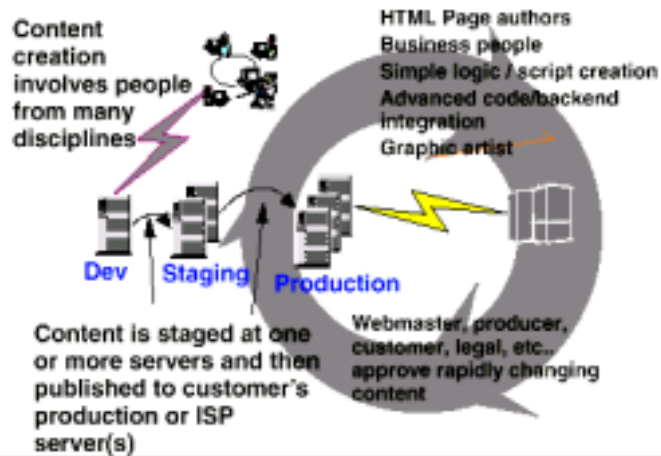 Content
creation
involves people
from many
disciplines
HTML Page authors
Business people
Simple logic / script creation
Advanced code/backend
integration
Graphic artist
Dev
Staging
Production
Content is staged at one
or more servers and then
published to customer's
production or ISP
server(s)
Webmaster, producer,
customer, legal, etc..
approve rapidly changing
content